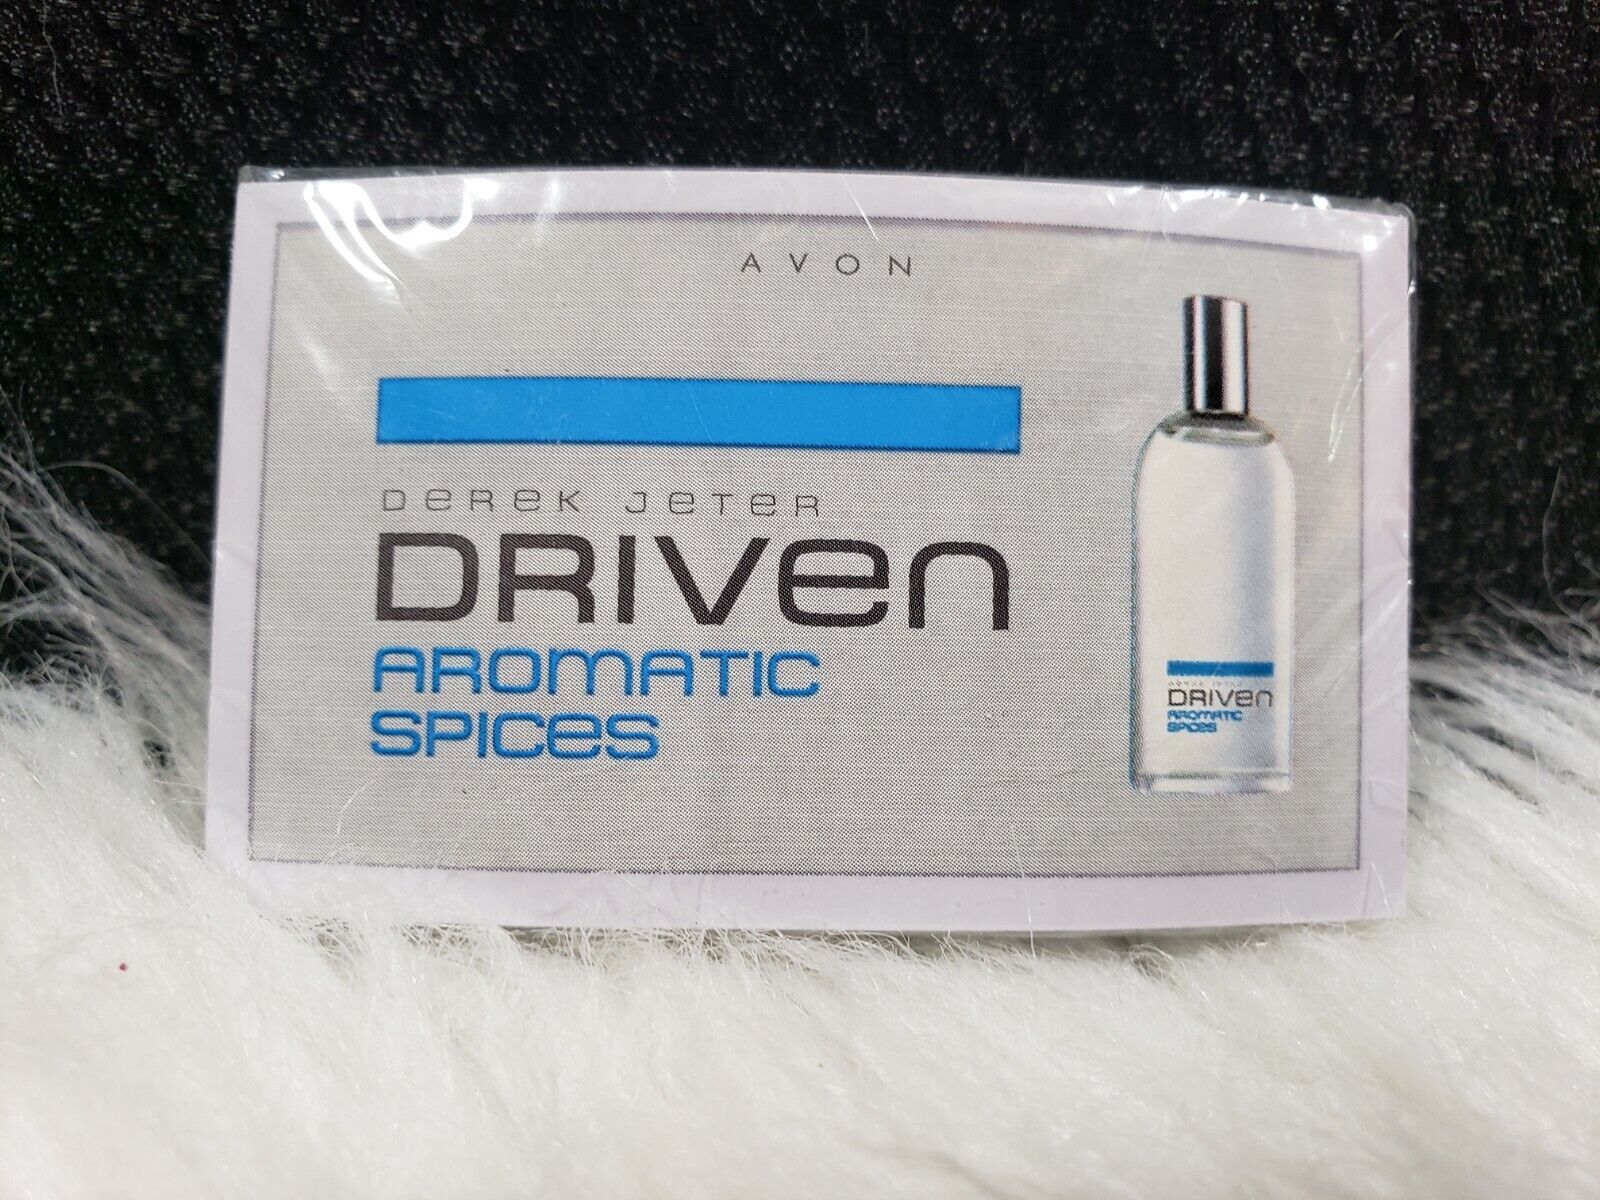 AVON
DEREK JETER
DRIVEN
AROMATIC
SPICES
DRIVEN
AROMATIC
SPICES